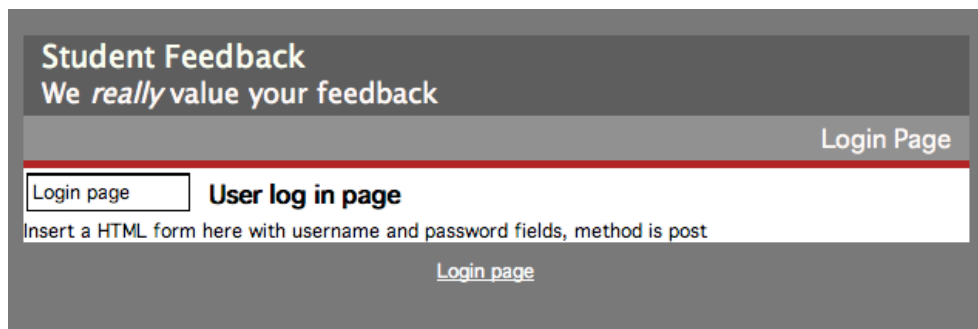 Student Feedback
We really value your feedback
Login Page
Login page
User log in page
Insert a HTML form here with username and password fields, method is post
Login page